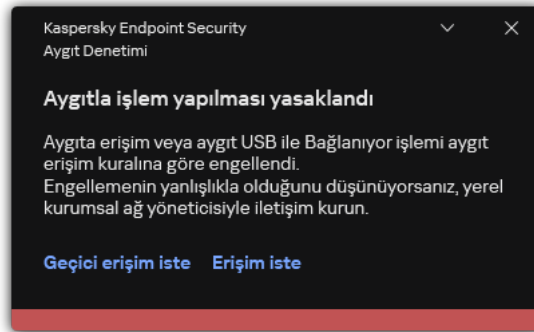 Kaspersky Endpoint Security
Aygıt Denetimi
Aygıtla işlem yapılması yasaklandı
Aygıta erişim veya aygıt USB ile Bağlanıyor işlemi aygıt
erişim kuralına göre engellendi.
Engellemenin yanlışlıkla olduğunu düşünüyorsanız, yerel
kurumsal ağ yöneticisiyle iletişim kurun.
Geçici erişim iste Erişim iste